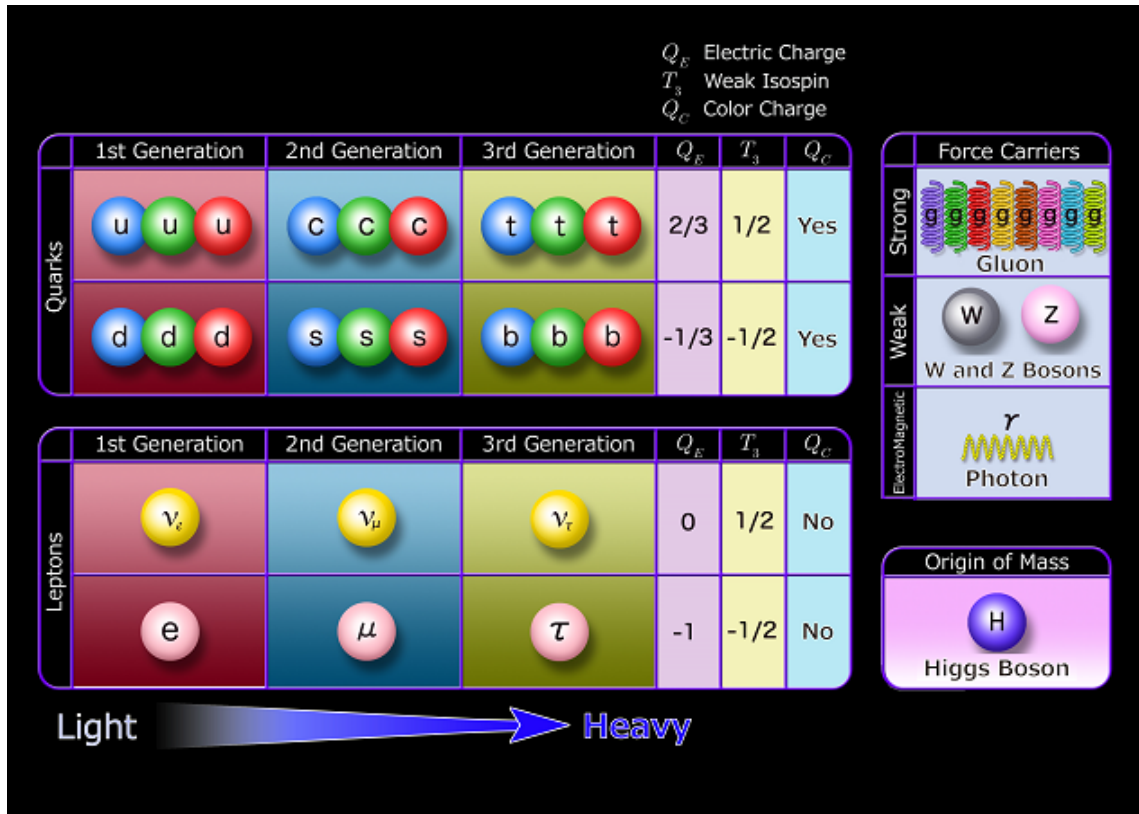 Q_E Electric Charge
T_3 Weak Isospin
Q_C Color Charge
Quarks
1st Generation 2nd Generation 3rd Generation Q_E T_3 Q_C
u u u c c c t t t 2/3 1/2 Yes
d d d s s s b b b -1/3 -1/2 Yes
Leptons
1st Generation 2nd Generation 3rd Generation Q_E T_3 Q_C
ν_e ν_μ ν_τ 0 1/2 No
e μ τ -1 -1/2 No
Light Heavy
Force Carriers
Strong
g g g g g g g g
Gluon
Weak
W Z
W and Z Bosons
ElectroMagnetic
γ
Photon
Origin of Mass
H
Higgs Boson